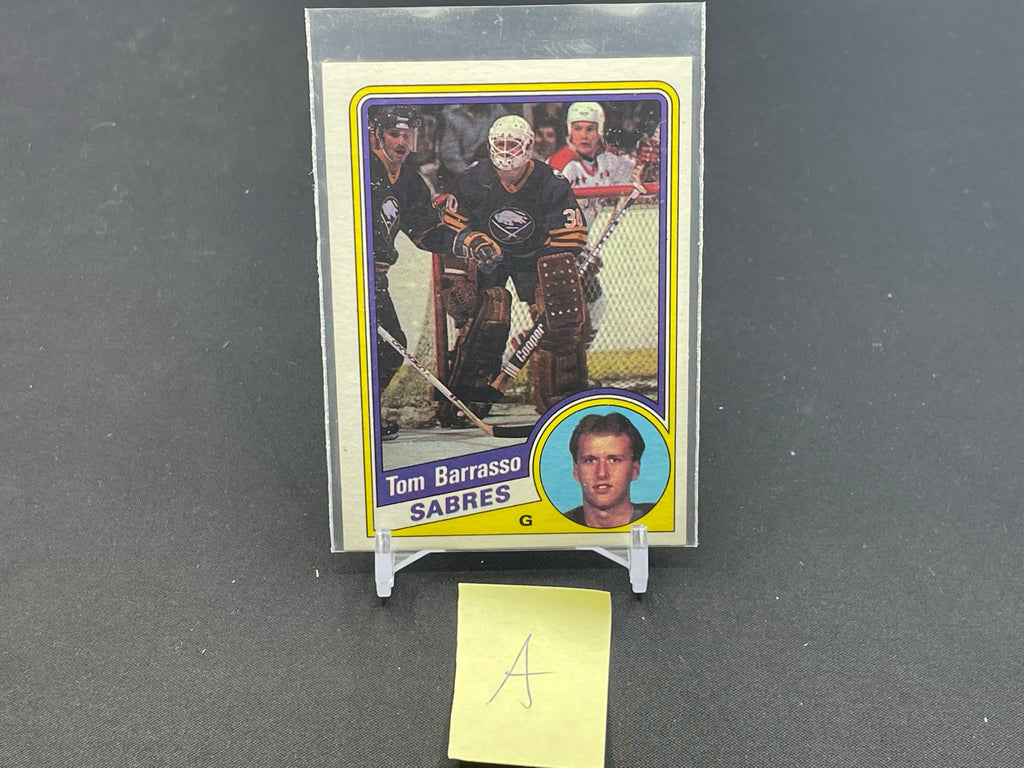 30
Cooper
Tom Barrasso
SABRES
G
A